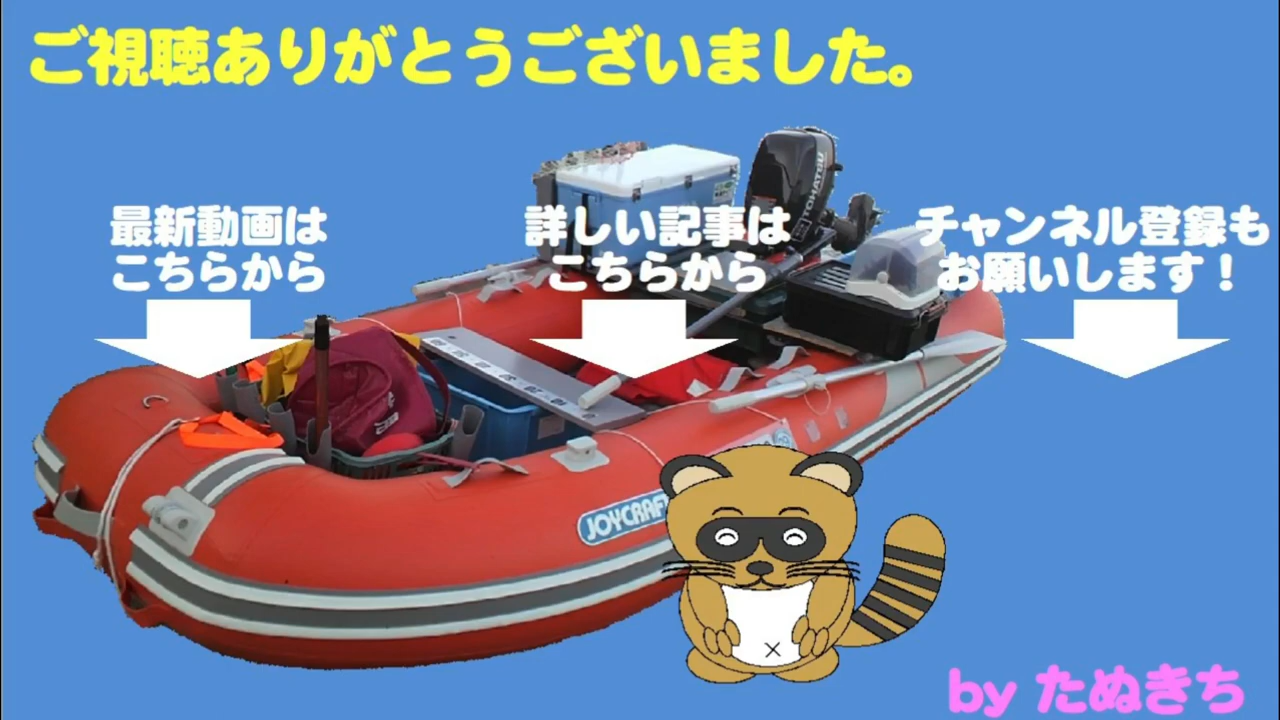 ご視聴ありがとうございました。
最新動画は
こちらから
詳しい記事は
こちらから
チャンネル登録も
お願いします！
TOHATSU
JOYCRAFT
by たぬきち